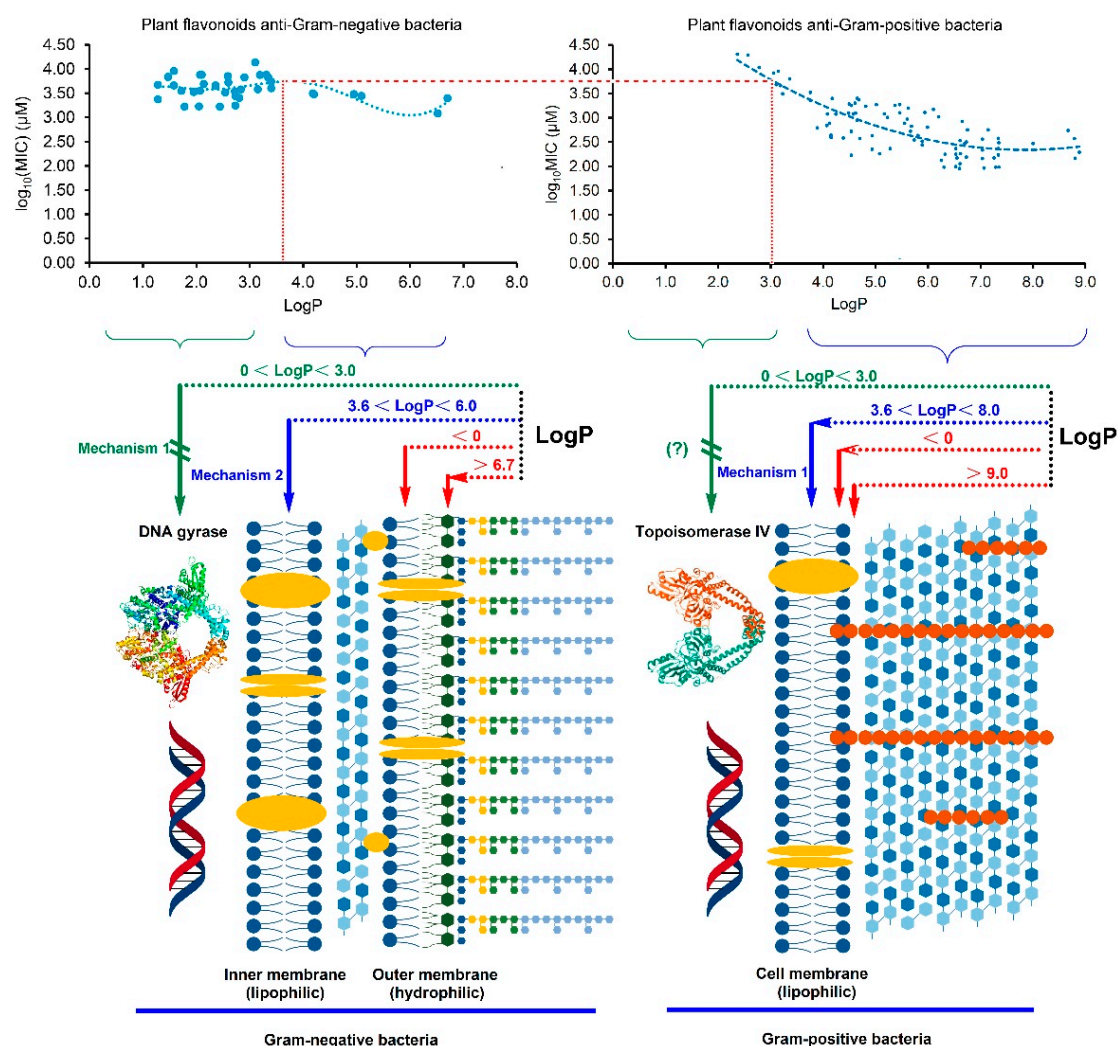 Plant flavonoids anti-Gram-negative bacteria
log10(MIC) (μM)
4.50
4.00
3.50
3.00
2.50
2.00
1.50
1.00
0.50
0.00
0.0 1.0 2.0 3.0 4.0 5.0 6.0 7.0 8.0
LogP
Plant flavonoids anti-Gram-positive bacteria
log10MIC (μM)
4.50
4.00
3.50
3.00
2.50
2.00
1.50
1.00
0.50
0.00
0.0 1.0 2.0 3.0 4.0 5.0 6.0 7.0 8.0 9.0
LogP
0 < LogP< 3.0
3.6 < LogP< 6.0
< 0
> 6.7
LogP
Mechanism 1
Mechanism 2
DNA gyrase
0 < LogP< 3.0
3.6 < LogP< 8.0
< 0
> 9.0
LogP
(?)
Mechanism 1
Topoisomerase IV
Inner membrane
(lipophilic)
Outer membrane
(hydrophilic)
Gram-negative bacteria
Cell membrane
(lipophilic)
Gram-positive bacteria